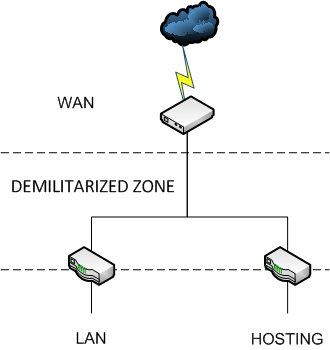 WAN
DEMILITARIZED ZONE
LAN
HOSTING